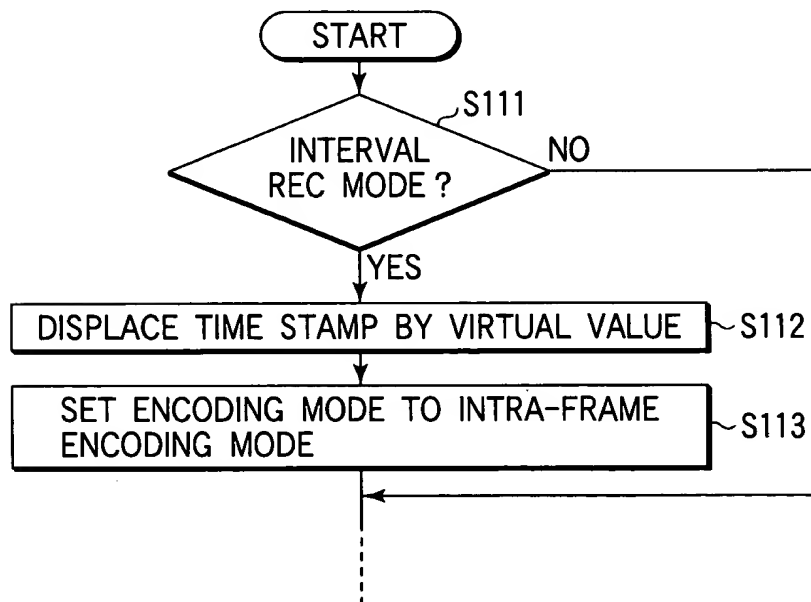 START
S111
INTERVAL
REC MODE ?
NO
YES
DISPLACE TIME STAMP BY VIRTUAL VALUE
S112
SET ENCODING MODE TO INTRA-FRAME
ENCODING MODE
S113